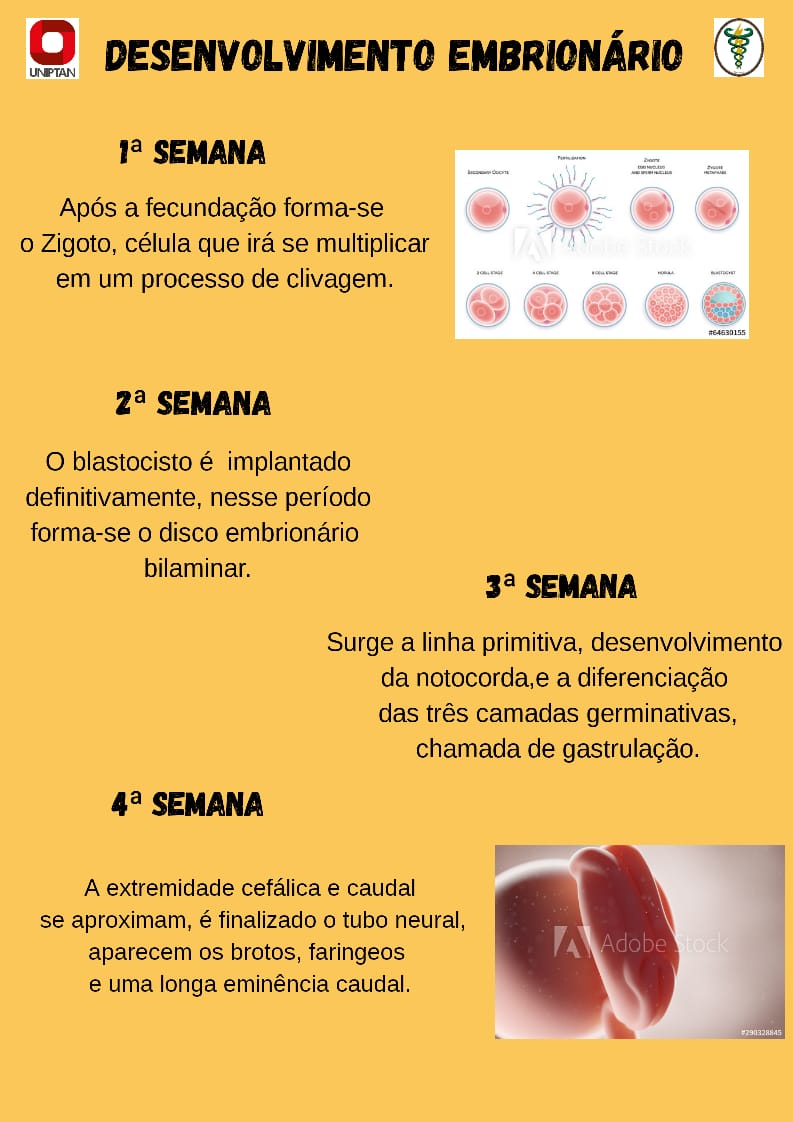 UNIPTAN
DESENVOLVIMENTO EMBRIONÁRIO
1ª SEMANA
Após a fecundação forma-se
o Zigoto, célula que irá se multiplicar
em um processo de clivagem.
SECONDARY OOCYTE
FERTILIZATION
ZYGOTE
EGG NUCLEUS
AND SPERM NUCLEUS
ZYGOTE
METAPHASE
Adobe Stock
2 CELL STAGE
4 CELL STAGE
8 CELL STAGE
MORULA
BLASTOCYST
#64630155
2ª SEMANA
O blastocisto é  implantado
definitivamente, nesse período
forma-se o disco embrionário
bilaminar.
3ª SEMANA
Surge a linha primitiva, desenvolvimento
da notocorda,e a diferenciação
das três camadas germinativas,
chamada de gastrulação.
4ª SEMANA
A extremidade cefálica e caudal
se aproximam, é finalizado o tubo neural,
aparecem os brotos, faringeos
e uma longa eminência caudal.
Adobe Stock
#290328845